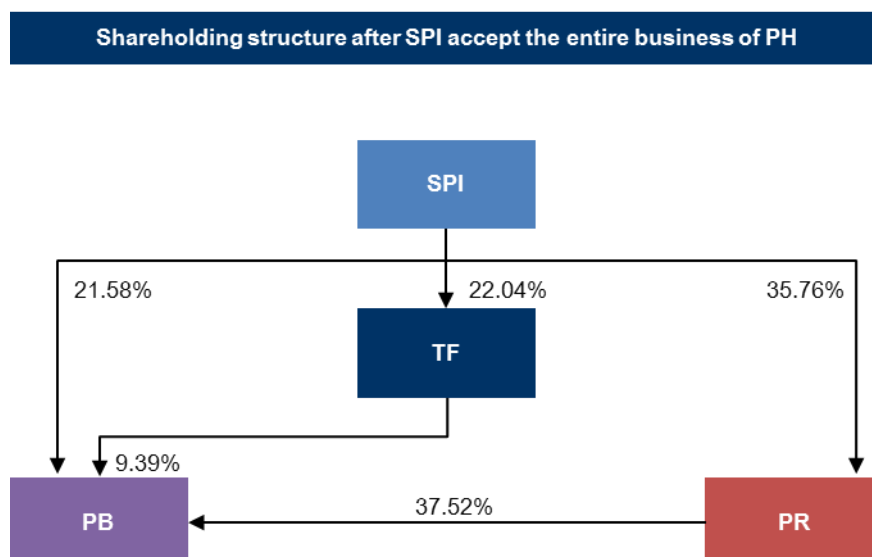 Shareholding structure after SPI accept the entire business of PH
SPI
21.58%
22.04%
35.76%
TF
9.39%
37.52%
PB
PR